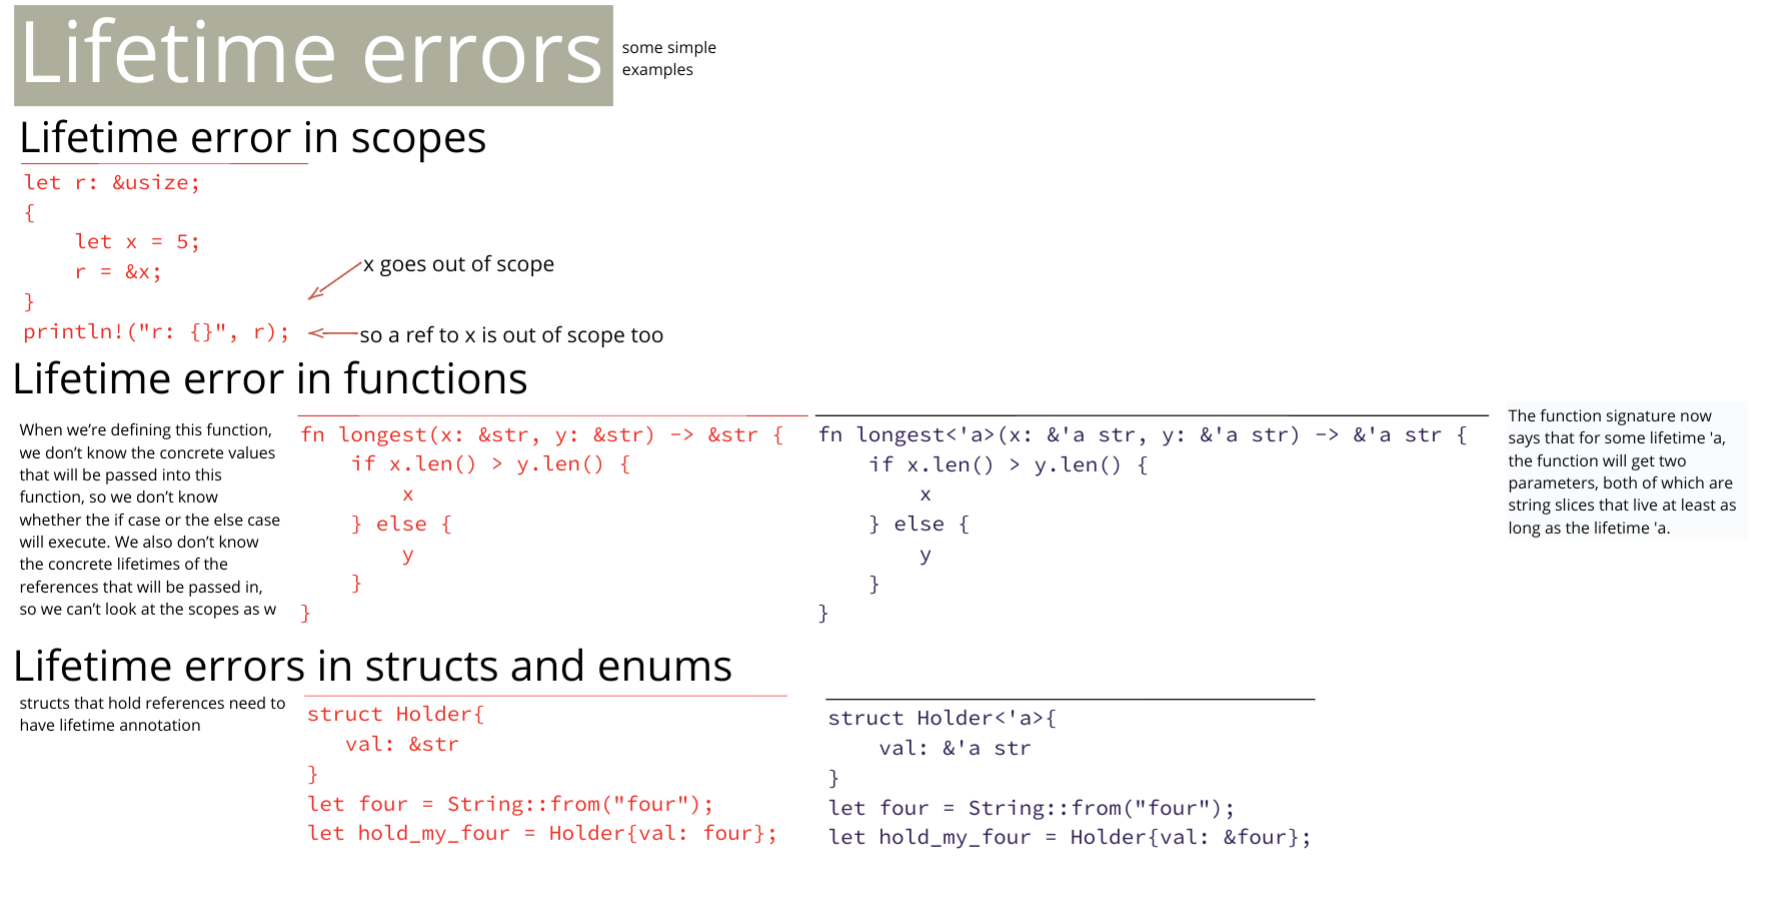 Lifetime errors
some simple
examples
Lifetime error in scopes
let r: &usize;
{
    let x = 5;
    r = &x;
}
println!("r: {}", r);
x goes out of scope
so a ref to x is out of scope too
Lifetime error in functions
When we’re defining this function,
we don’t know the concrete values
that will be passed into this
function, so we don’t know
whether the if case or the else case
will execute. We also don’t know
the concrete lifetimes of the
references that will be passed in,
so we can’t look at the scopes as w
fn longest(x: &str, y: &str) -> &str {
    if x.len() > y.len() {
        x
    } else {
        y
    }
}
fn longest<'a>(x: &'a str, y: &'a str) -> &'a str {
    if x.len() > y.len() {
        x
    } else {
        y
    }
}
The function signature now
says that for some lifetime 'a,
the function will get two
parameters, both of which are
string slices that live at least as
long as the lifetime 'a.
Lifetime errors in structs and enums
structs that hold references need to
have lifetime annotation
struct Holder{
   val: &str
}
let four = String::from("four");
let hold_my_four = Holder{val: four};
struct Holder<'a>{
    val: &'a str
}
let four = String::from("four");
let hold_my_four = Holder{val: &four};